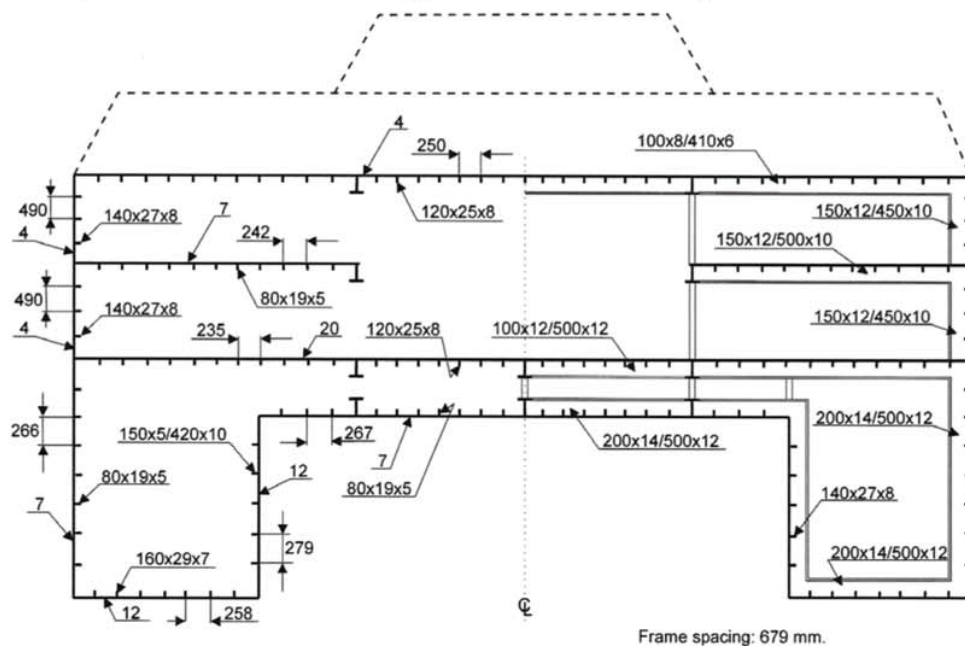 4
250
100x8/410x6
490
140x27x8
7
120x25x8
150x12/450x10
4
242
150x12/500x10
490
140x27x8
80x19x5
4
235
20
120x25x8
100x12/500x12
150x12/450x10
266
150x5/420x10
267
200x14/500x12
200x14/500x12
80x19x5
12
7
80x19x5
140x27x8
7
279
160x29x7
200x14/500x12
12
258
CL
Frame spacing: 679 mm.